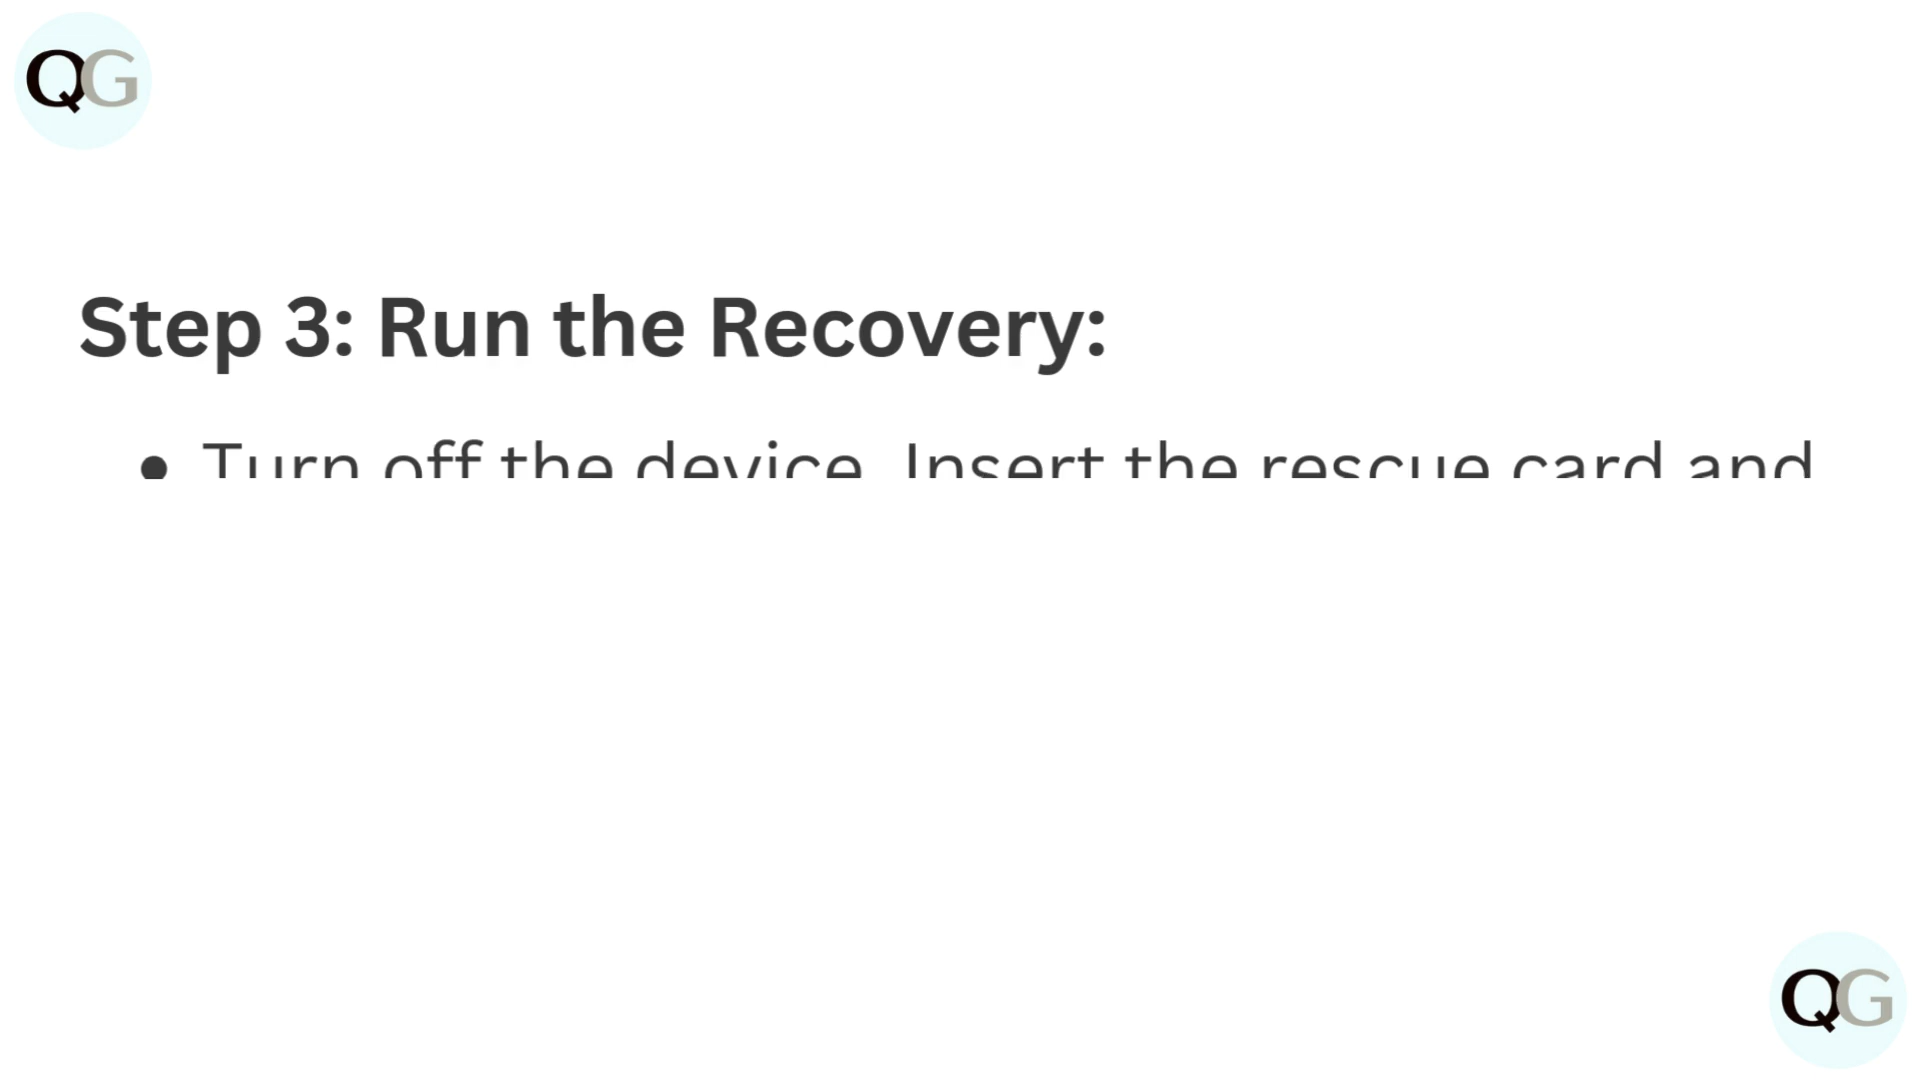 QG
Step 3: Run the Recovery:
• Turn off the device. Insert the rescue card and
QG